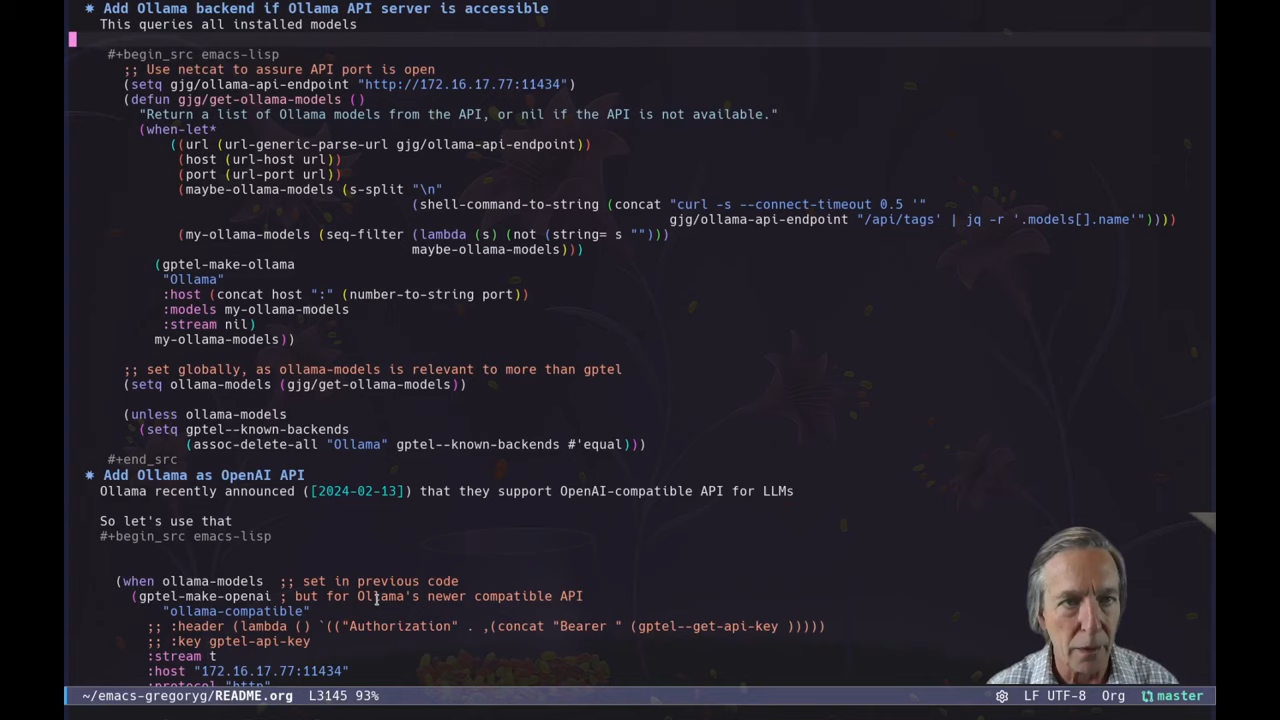 ✸ Add Ollama backend if Ollama API server is accessible
This queries all installed models
#+begin_src emacs-lisp
;; Use netcat to assure API port is open
(setq gjg/ollama-api-endpoint "http://172.16.17.77:11434")
(defun gjg/get-ollama-models ()
"Return a list of Ollama models from the API, or nil if the API is not available."
(when-let*
((url (url-generic-parse-url gjg/ollama-api-endpoint))
(host (url-host url))
(port (url-port url))
(maybe-ollama-models (s-split "\n"
(shell-command-to-string (concat "curl -s --connect-timeout 0.5 '"
gjg/ollama-api-endpoint "/api/tags' | jq -r '.models[].name'"))))
(my-ollama-models (seq-filter (lambda (s) (not (string= s "")))
maybe-ollama-models)))
(gptel-make-ollama
"Ollama"
:host (concat host ":" (number-to-string port))
:models my-ollama-models
:stream nil)
my-ollama-models))
;; set globally, as ollama-models is relevant to more than gptel
(setq ollama-models (gjg/get-ollama-models))
(unless ollama-models
(setq gptel--known-backends
(assoc-delete-all "Ollama" gptel--known-backends #'equal)))
#+end_src
✸ Add Ollama as OpenAI API
Ollama recently announced ([2024-02-13]) that they support OpenAI-compatible API for LLMs
So let's use that
#+begin_src emacs-lisp
(when ollama-models  ;; set in previous code
(gptel-make-openai ; but for Ollama's newer compatible API
"ollama-compatible"
;; :header (lambda () `(("Authorization" . ,(concat "Bearer " (gptel--get-api-key )))))
;; :key gptel-api-key
:stream t
:host "172.16.17.77:11434"
:protocol "http"
~/emacs-gregoryg/README.org  L3145 93%  LF UTF-8  Org  master